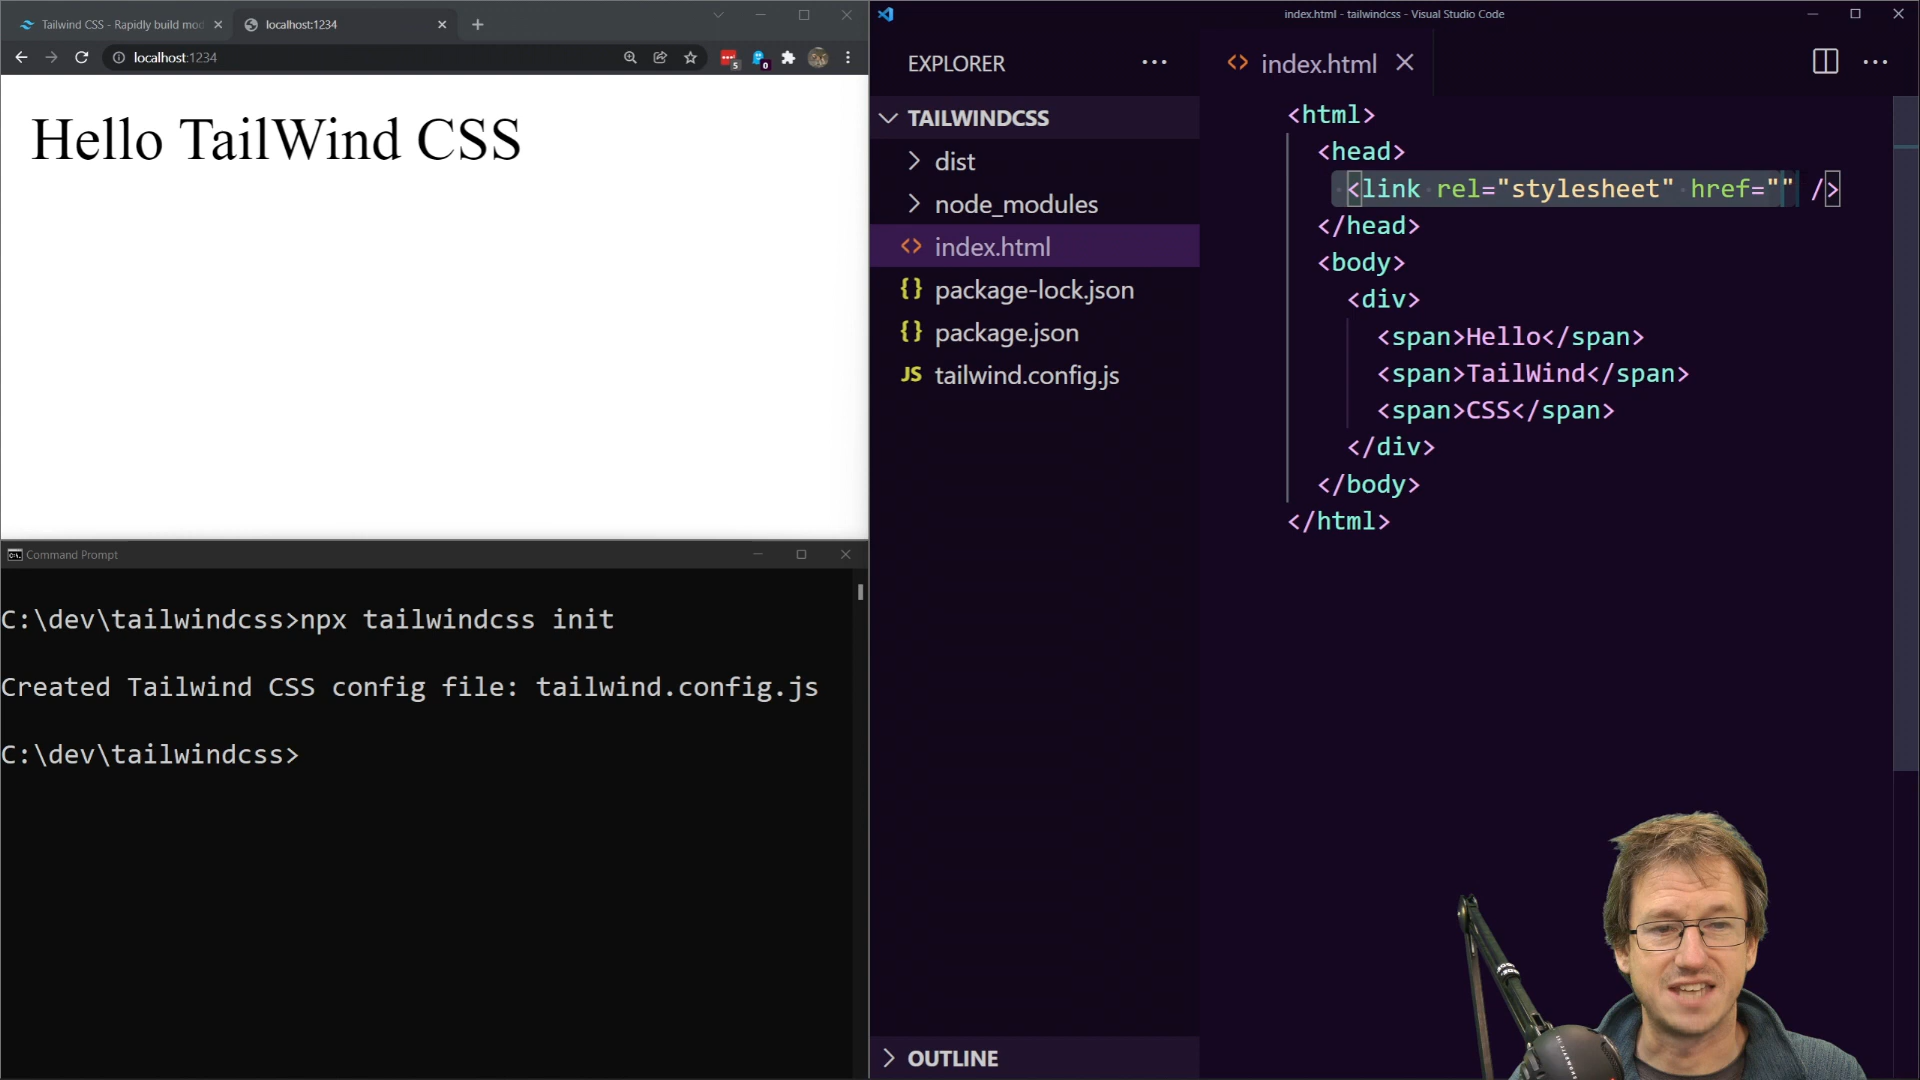 Tailwind CSS - Rapidly build mod
localhost:1234
localhost:1234
5
0
Hello TailWind CSS
Command Prompt
C:\dev\tailwindcss>npx tailwindcss init
Created Tailwind CSS config file: tailwind.config.js
C:\dev\tailwindcss>
index.html - tailwindcss - Visual Studio Code
EXPLORER
TAILWINDCSS
dist
node_modules
<> index.html
{} package-lock.json
{} package.json
JS tailwind.config.js
OUTLINE
<> index.html
<html>
<head>
<link rel="stylesheet" href="" />
</head>
<body>
<div>
<span>Hello</span>
<span>TailWind</span>
<span>CSS</span>
</div>
</body>
</html>